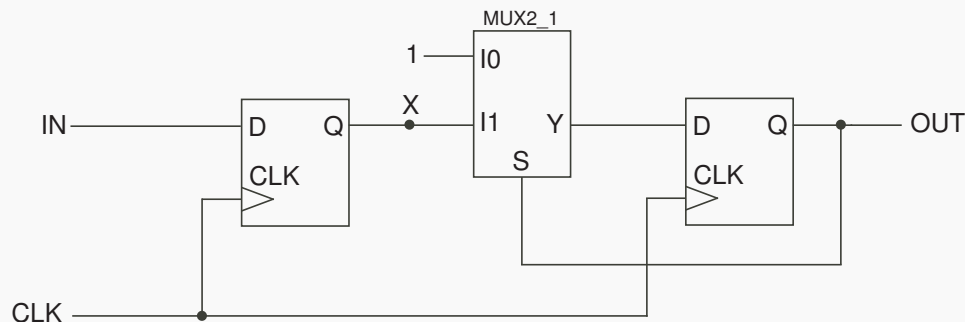 MUX2_1
1 I0
X
IN D Q I1 Y D Q OUT
S
CLK CLK
CLK